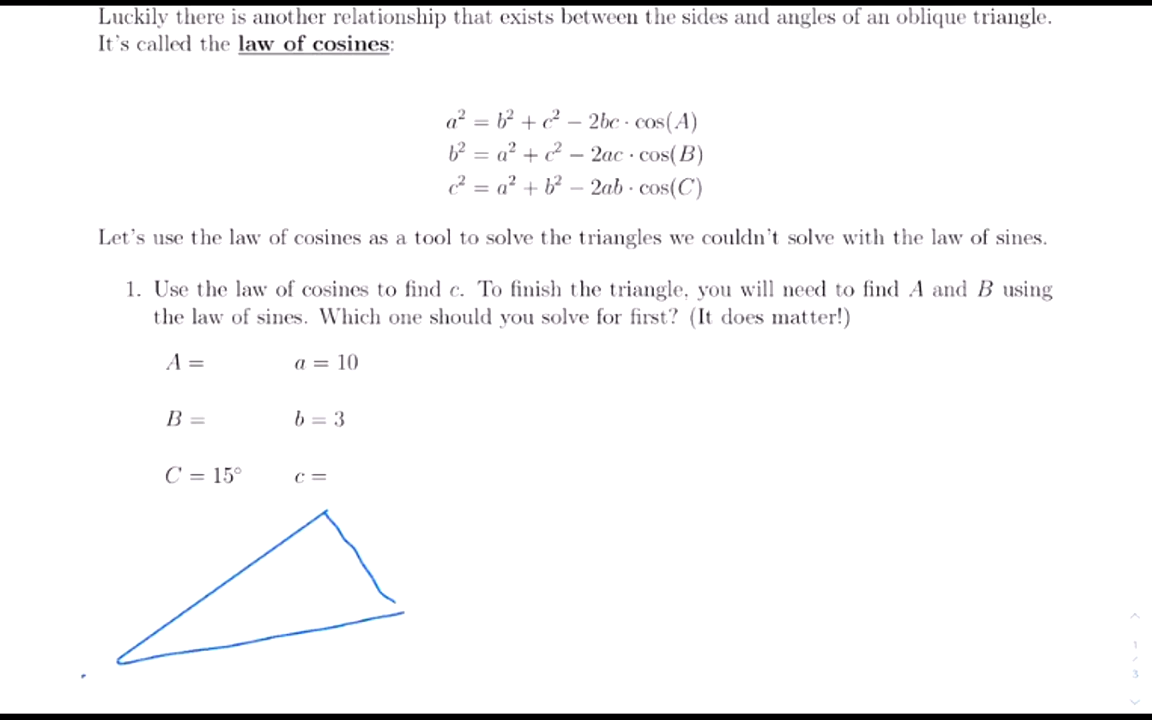 Luckily there is another relationship that exists between the sides and angles of an oblique triangle.
It's called the law of cosines:
a² = b² + c² − 2bc · cos(A)
b² = a² + c² − 2ac · cos(B)
c² = a² + b² − 2ab · cos(C)
Let's use the law of cosines as a tool to solve the triangles we couldn't solve with the law of sines.
1. Use the law of cosines to find c. To finish the triangle, you will need to find A and B using
the law of sines. Which one should you solve for first? (It does matter!)
A = a = 10
B = b = 3
C = 15° c =
1
/
3